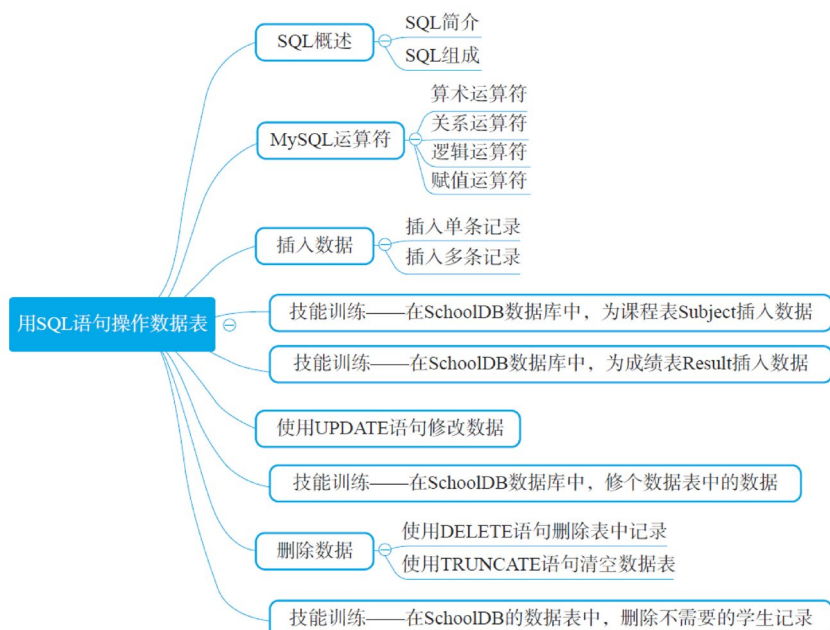 SQL简介
SQL概述
SQL组成
算术运算符
关系运算符
MySQL运算符
逻辑运算符
赋值运算符
插入单条记录
插入数据
插入多条记录
用SQL语句操作数据表
技能训练——在SchoolDB数据库中，为课程表Subject插入数据
技能训练——在SchoolDB数据库中，为成绩表Result插入数据
使用UPDATE语句修改数据
技能训练——在SchoolDB数据库中，修个数据表中的数据
使用DELETE语句删除表中记录
删除数据
使用TRUNCATE语句清空数据表
技能训练——在SchoolDB的数据表中，删除不需要的学生记录